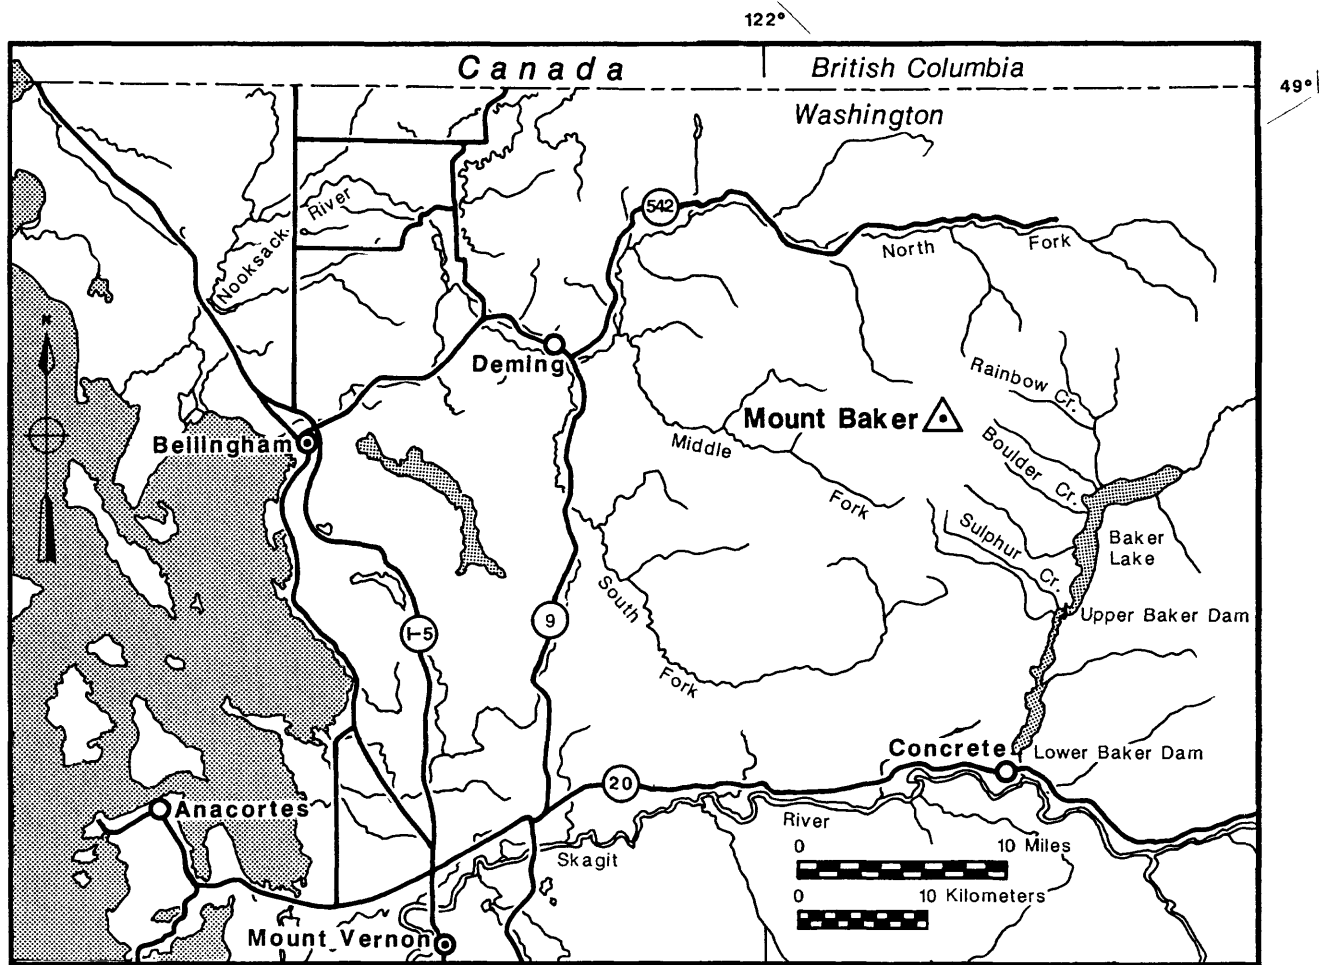 122°
Canada
British Columbia
49°
Washington
542
River
Nooksack
North
Fork
N
Deming
Rainbow Cr.
Mount Baker
Bellingham
Middle
Fork
Boulder Cr.
Sulphur Cr.
Baker
Lake
South
Fork
9
I-5
Upper Baker Dam
Concrete
Lower Baker Dam
20
Anacortes
River
Skagit
0 10 Miles
0 10 Kilometers
Mount Vernon